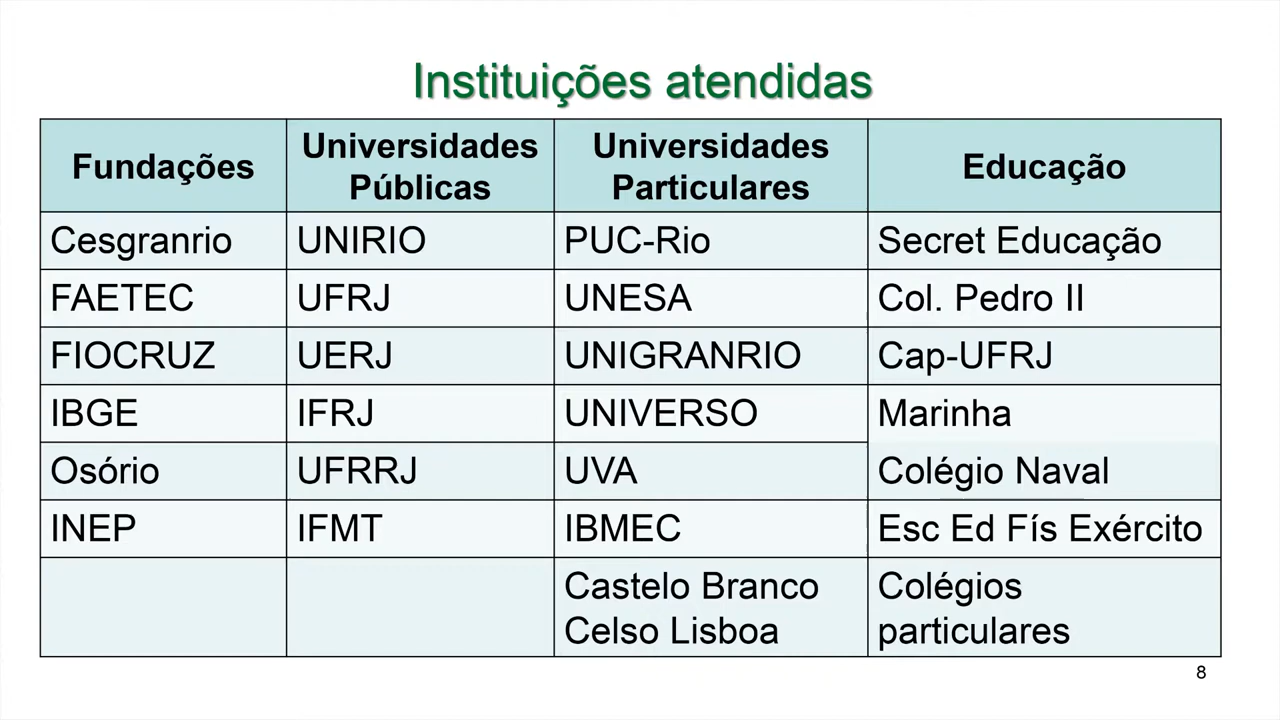 Instituições atendidas
Fundações
Universidades
Públicas
Universidades
Particulares
Educação
Cesgranrio
UNIRIO
PUC-Rio
Secret Educação
FAETEC
UFRJ
UNESA
Col. Pedro II
FIOCRUZ
UERJ
UNIGRANRIO
Cap-UFRJ
IBGE
IFRJ
UNIVERSO
Marinha
Osório
UFRRJ
UVA
Colégio Naval
INEP
IFMT
IBMEC
Esc Ed Fís Exército
Castelo Branco
Celso Lisboa
Colégios
particulares
8